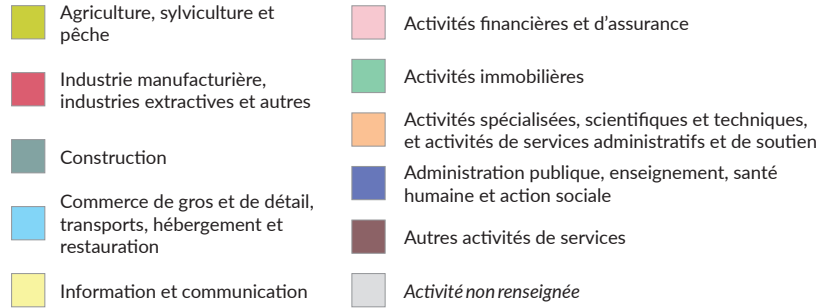 Agriculture, sylviculture et
pêche
Industrie manufacturière,
industries extractives et autres
Construction
Commerce de gros et de détail,
transports, hébergement et
restauration
Information et communication
Activités financières et d’assurance
Activités immobilières
Activités spécialisées, scientifiques et techniques,
et activités de services administratifs et de soutien
Administration publique, enseignement, santé
humaine et action sociale
Autres activités de services
Activité non renseignée